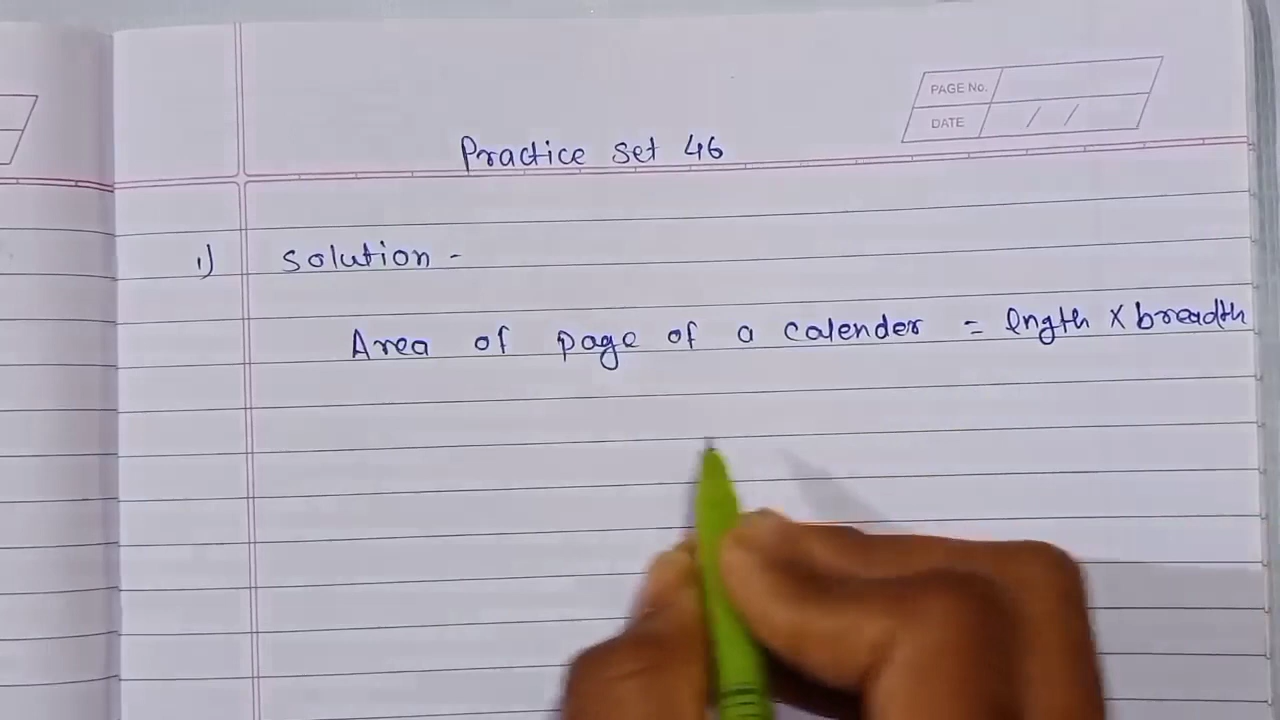 PAGE No.
DATE / /
Practice Set 46
1) Solution -
Area of page of a calender = length × breadth